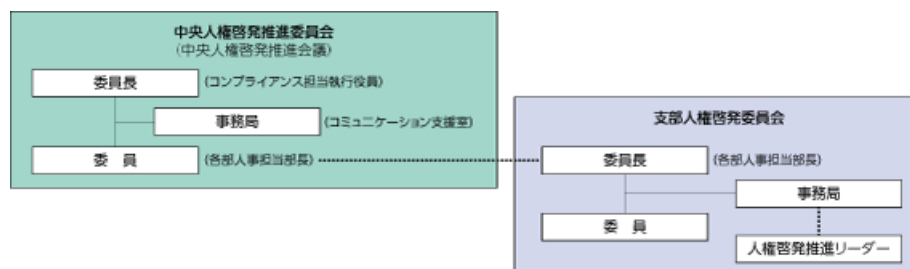 中央人権啓発推進委員会
(中央人権啓発推進会議)
委員長 (コンプライアンス担当執行役員)
事務局 (コミュニケーション支援室)
委 員 (各部人事担当部長)
支部人権啓発委員会
委員長 (各部人事担当部長)
事務局
委 員
人権啓発推進リーダー